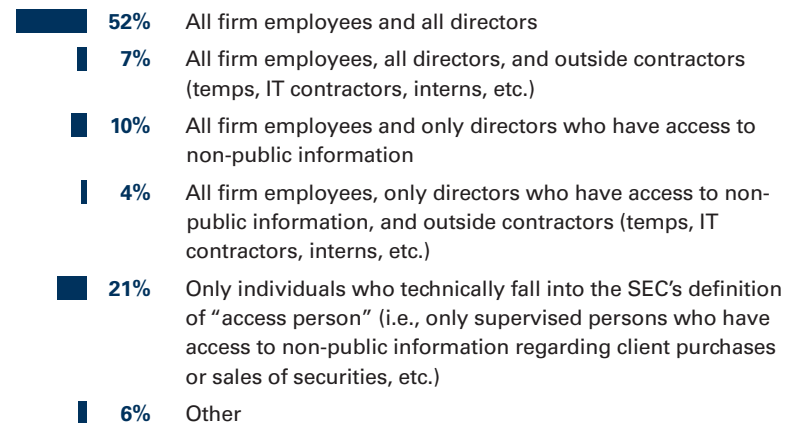 52% All firm employees and all directors
7% All firm employees, all directors, and outside contractors
(temps, IT contractors, interns, etc.)
10% All firm employees and only directors who have access to
non-public information
4% All firm employees, only directors who have access to non-
public information, and outside contractors (temps, IT
contractors, interns, etc.)
21% Only individuals who technically fall into the SEC’s definition
of “access person” (i.e., only supervised persons who have
access to non-public information regarding client purchases
or sales of securities, etc.)
6% Other